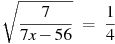 √(7/(7x−56)) = 1/4